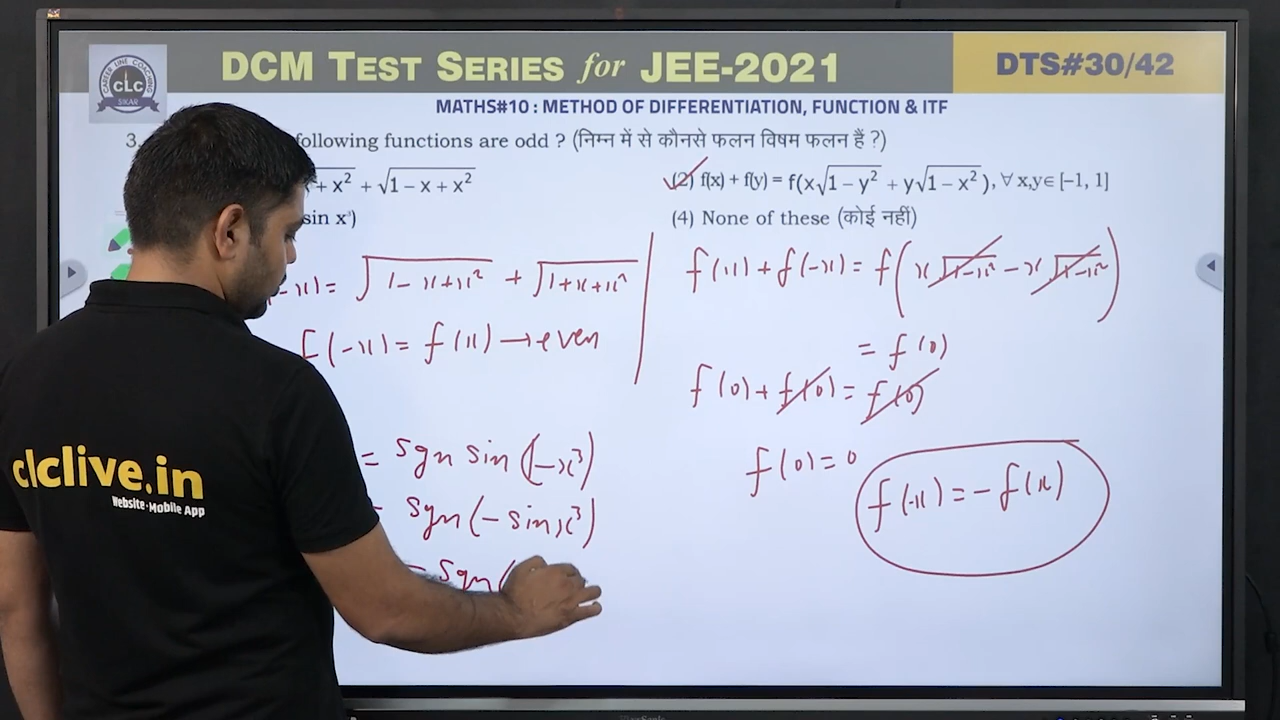 DCM TEST SERIES for JEE-2021
DTS#30/42
CAREER LINE COACHING
CLC
SIKAR
MATHS#10 : METHOD OF DIFFERENTIATION, FUNCTION & ITF
3. following functions are odd ? (निम्न में से कौनसे फलन विषम फलन हैं ?)
+ x² + √1 - x + x²
(2) f(x) + f(y) = f(x√1 - y² + y√1 - x²), ∀ x,y∈ [-1, 1]
sin x³)
(4) None of these (कोई नहीं)
-x) = √1-x+x² + √1+x+x²
f(-x) = f(x) → even
f(x) + f(-x) = f(x√1-x² - x√1-x²)
= f(0)
f(0) + f(0) = f(0)
f(0) = 0
f(-x) = -f(x)
= sgn sin(-x³)
= sgn(-sin x³)
= sgn(
clclive.in
Website•Mobile App